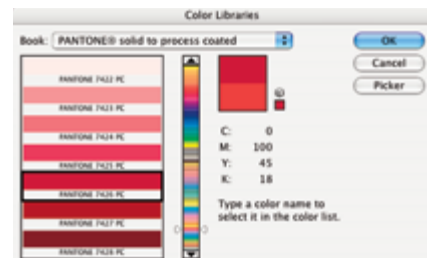 Color Libraries
Book: PANTONE® solid to process coated
OK
Cancel
Picker
PANTONE 7422 PC
PANTONE 7423 PC
PANTONE 7424 PC
PANTONE 7425 PC
PANTONE 7426 PC
PANTONE 7427 PC
PANTONE 7428 PC
C: 0
M: 100
Y: 45
K: 18
Type a color name to
select it in the color list.